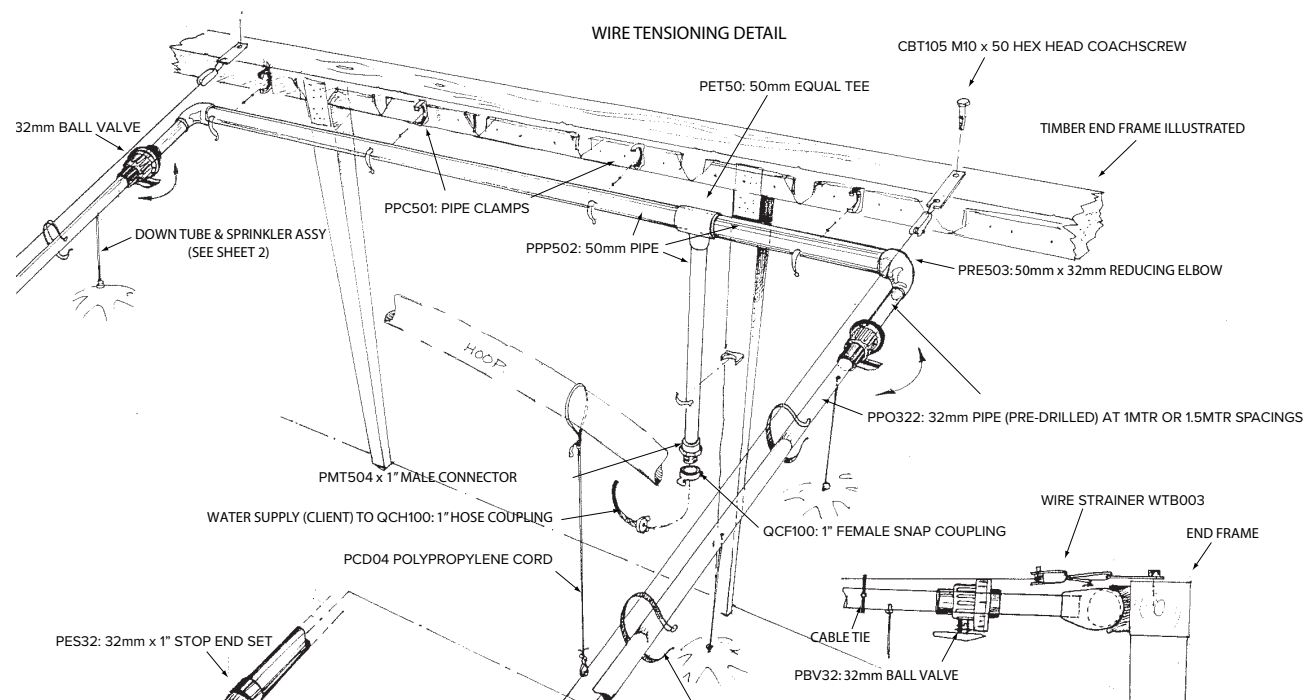 WIRE TENSIONING DETAIL
CBT105 M10 x 50 HEX HEAD COACHSCREW
PET50: 50mm EQUAL TEE
32mm BALL VALVE
TIMBER END FRAME ILLUSTRATED
PPC501: PIPE CLAMPS
DOWN TUBE & SPRINKLER ASSY
(SEE SHEET 2)
PPP502: 50mm PIPE
PRE503: 50mm x 32mm REDUCING ELBOW
HOOP
PPO322: 32mm PIPE (PRE-DRILLED) AT 1MTR OR 1.5MTR SPACINGS
PMT504 x 1” MALE CONNECTOR
WATER SUPPLY (CLIENT) TO QCH100: 1” HOSE COUPLING
QCF100: 1” FEMALE SNAP COUPLING
WIRE STRAINER WTB003
END FRAME
PCD04 POLYPROPYLENE CORD
CABLE TIE
PES32: 32mm x 1” STOP END SET
PBV32: 32mm BALL VALVE